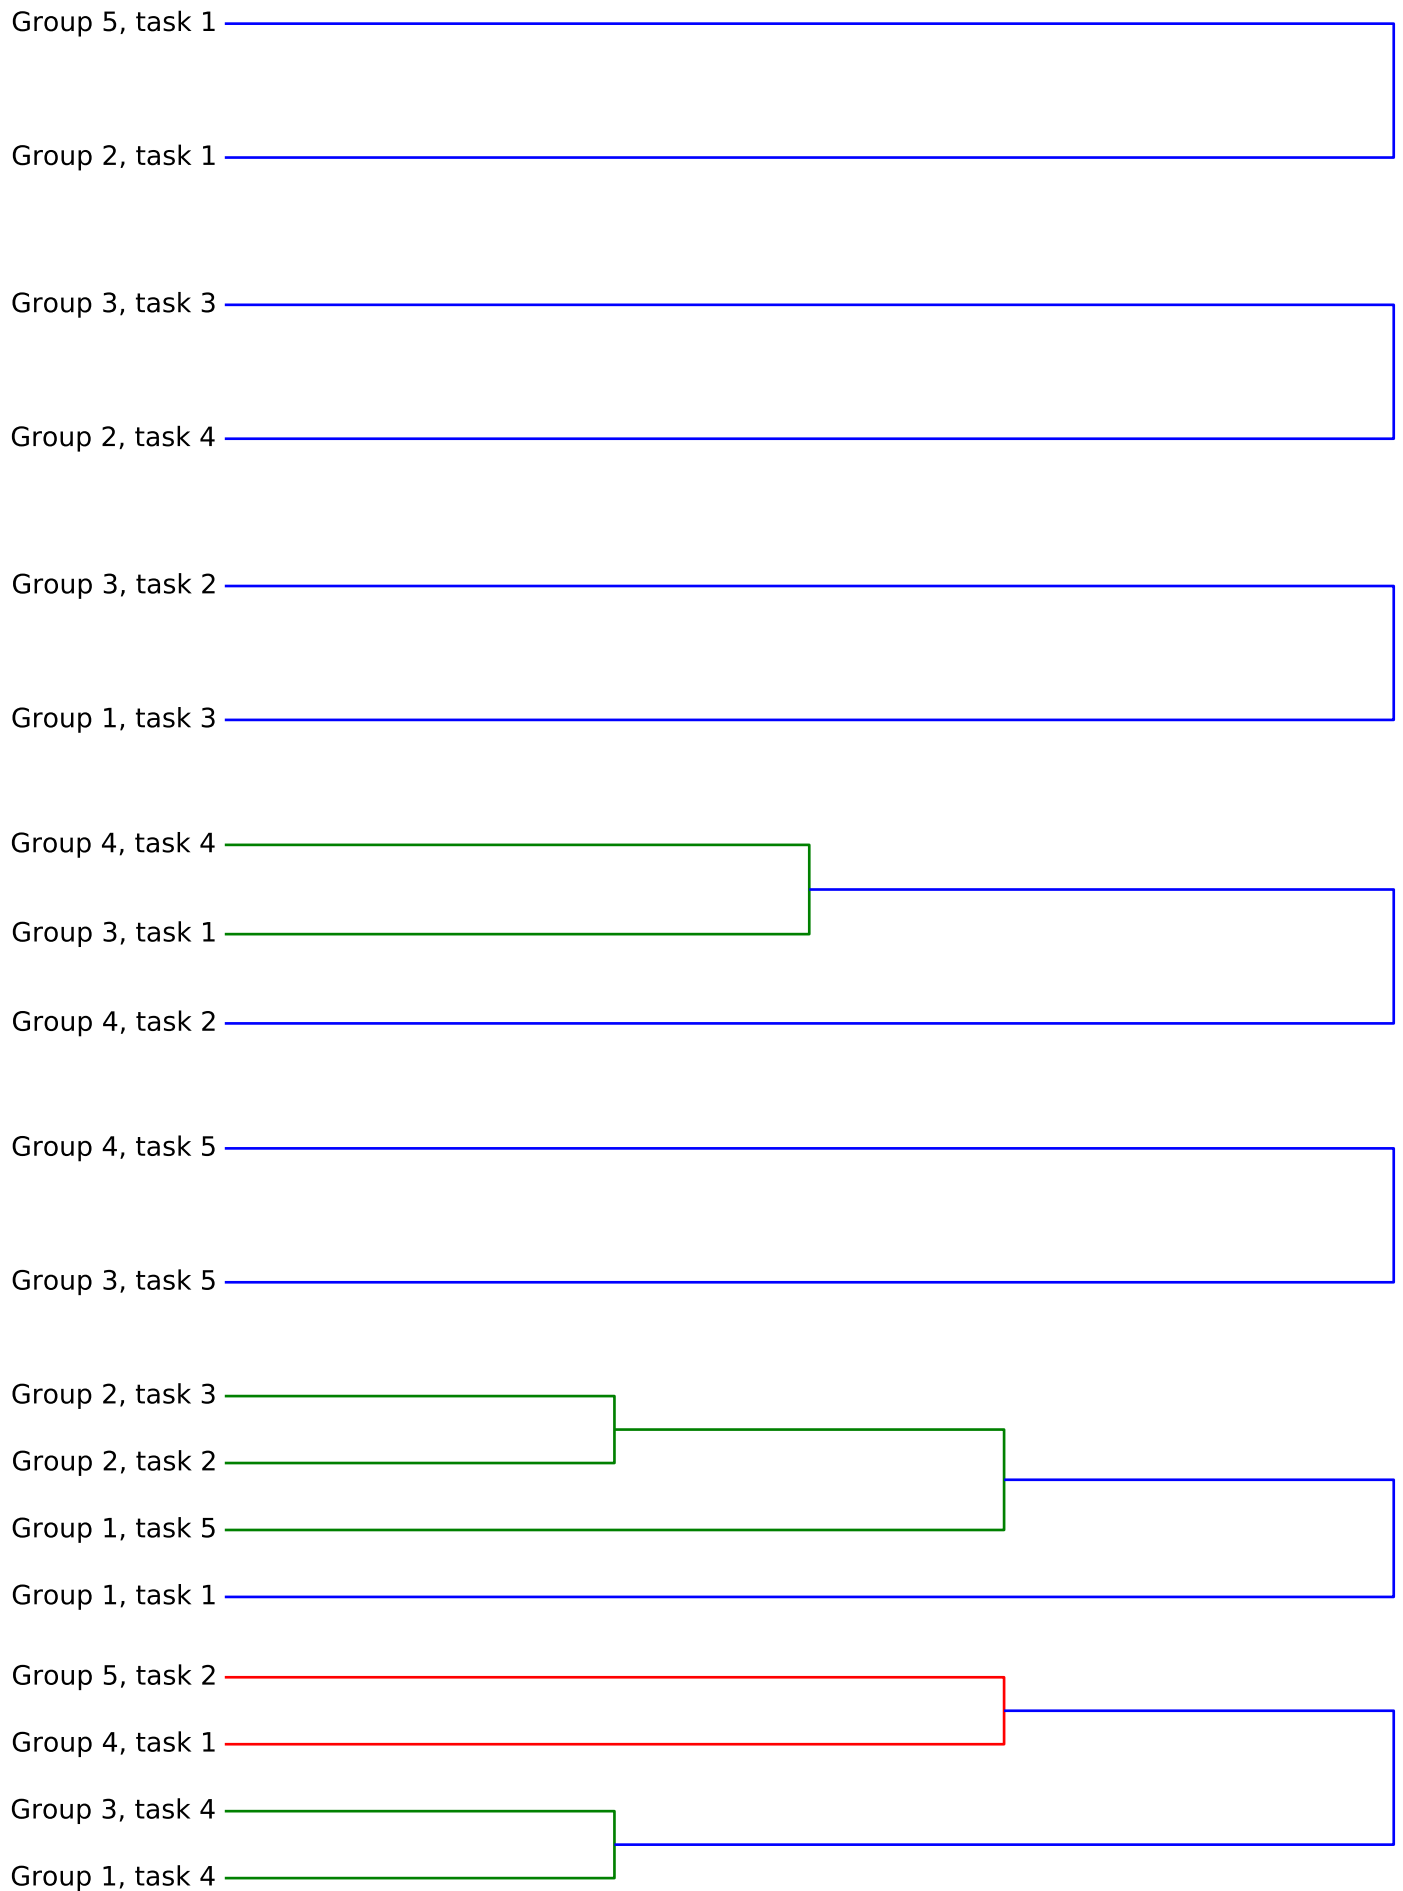 Group 5, task 1
Group 2, task 1
Group 3, task 3
Group 2, task 4
Group 3, task 2
Group 1, task 3
Group 4, task 4
Group 3, task 1
Group 4, task 2
Group 4, task 5
Group 3, task 5
Group 2, task 3
Group 2, task 2
Group 1, task 5
Group 1, task 1
Group 5, task 2
Group 4, task 1
Group 3, task 4
Group 1, task 4